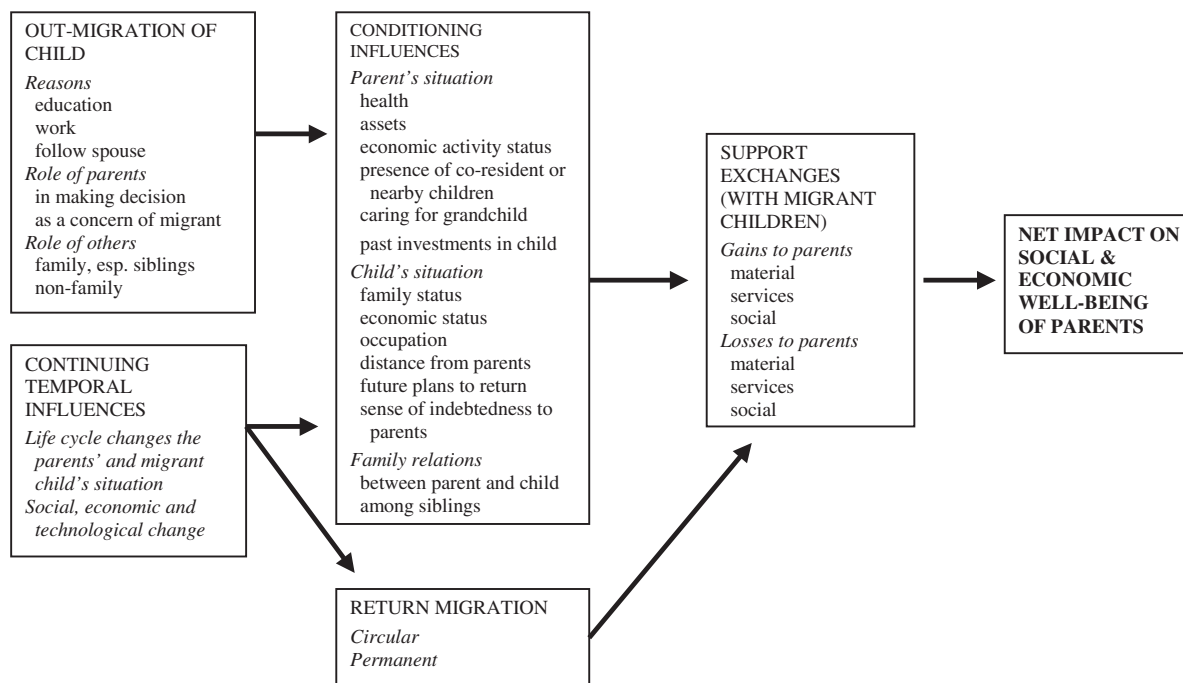 OUT-MIGRATION OF
CHILD
Reasons
education
work
follow spouse
Role of parents
in making decision
as a concern of migrant
Role of others
family, esp. siblings
non-family
CONTINUING
TEMPORAL
INFLUENCES
Life cycle changes the
parents' and migrant
child's situation
Social, economic and
technological change
CONDITIONING
INFLUENCES
Parent's situation
health
assets
economic activity status
presence of co-resident or
nearby children
caring for grandchild
past investments in child
Child's situation
family status
economic status
occupation
distance from parents
future plans to return
sense of indebtedness to
parents
Family relations
between parent and child
among siblings
RETURN MIGRATION
Circular
Permanent
SUPPORT
EXCHANGES
(WITH MIGRANT
CHILDREN)
Gains to parents
material
services
social
Losses to parents
material
services
social
NET IMPACT ON
SOCIAL &
ECONOMIC
WELL-BEING
OF PARENTS